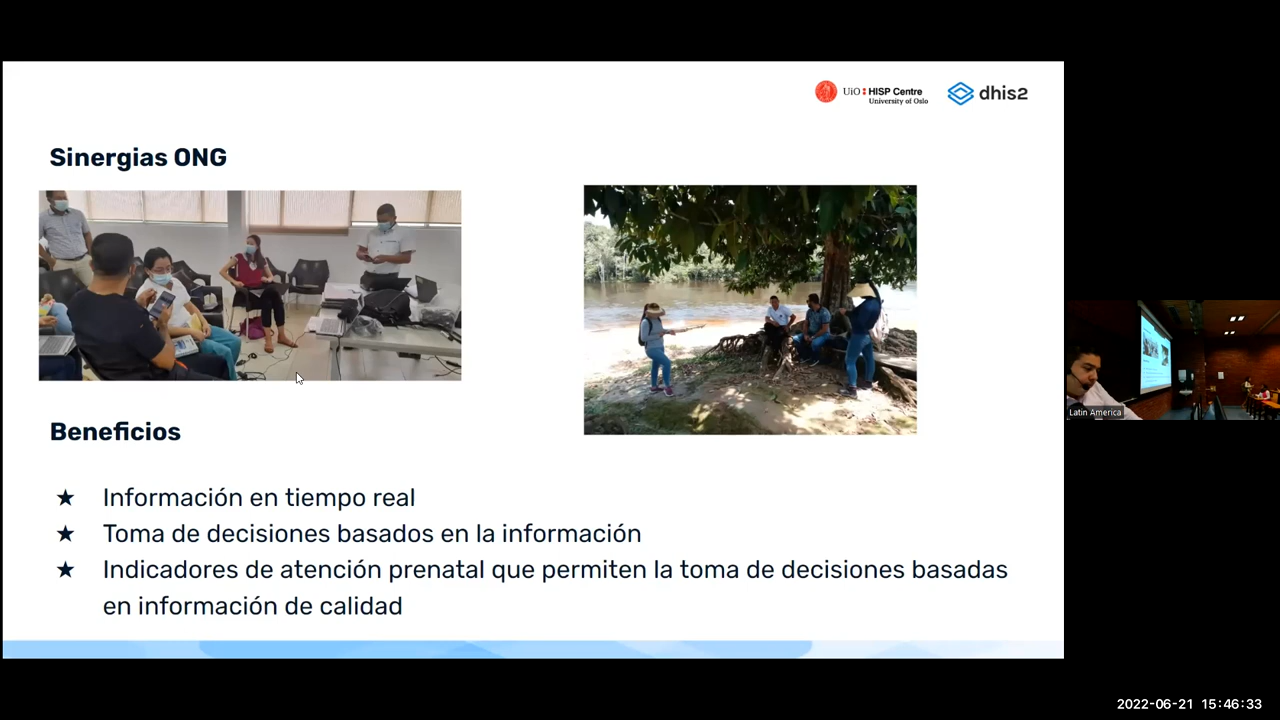 UiO HISP Centre
University of Oslo
dhis2
Sinergias ONG
Beneficios
★ Información en tiempo real
★ Toma de decisiones basados en la información
★ Indicadores de atención prenatal que permiten la toma de decisiones basadas
en información de calidad
Latin America
2022-06-21 15:46:33